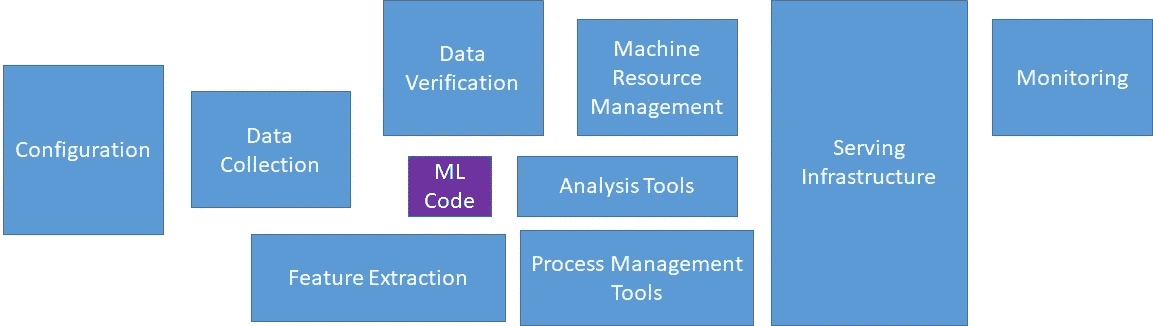 Configuration
Data
Collection
Data
Verification
Machine
Resource
Management
ML
Code
Analysis Tools
Feature Extraction
Process Management
Tools
Serving
Infrastructure
Monitoring